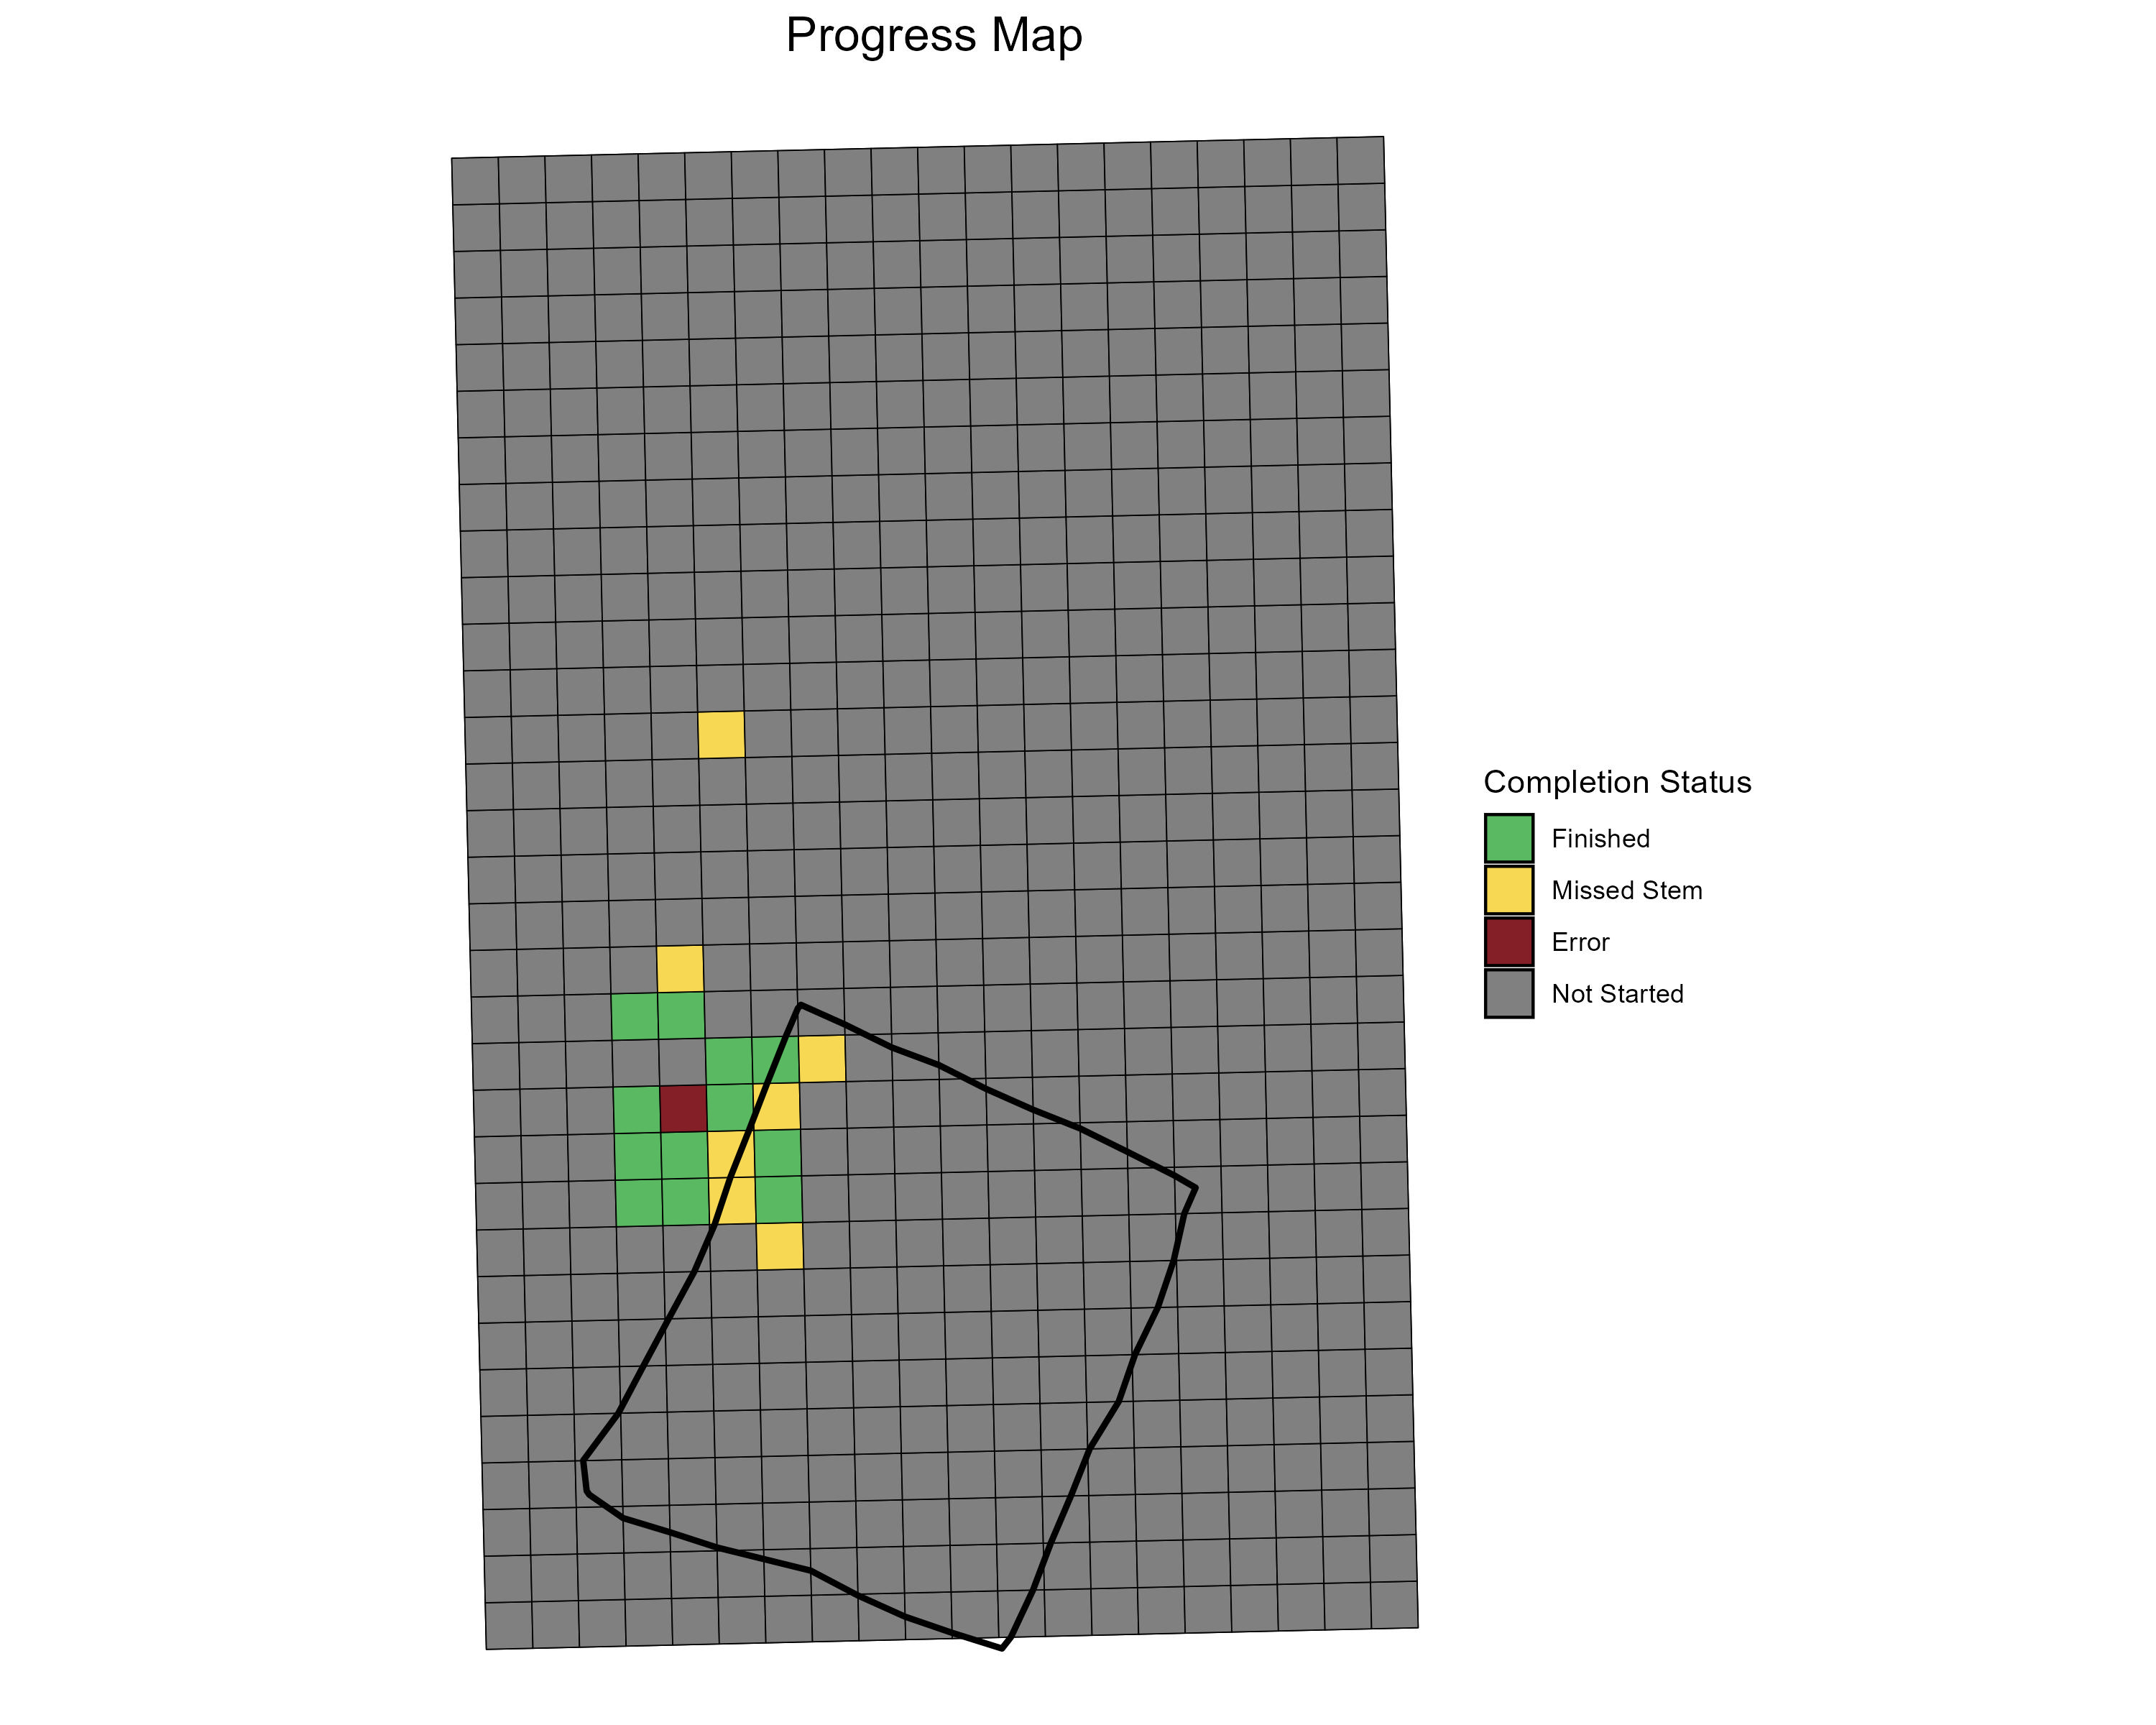 Progress Map
Completion Status
Finished
Missed Stem
Error
Not Started